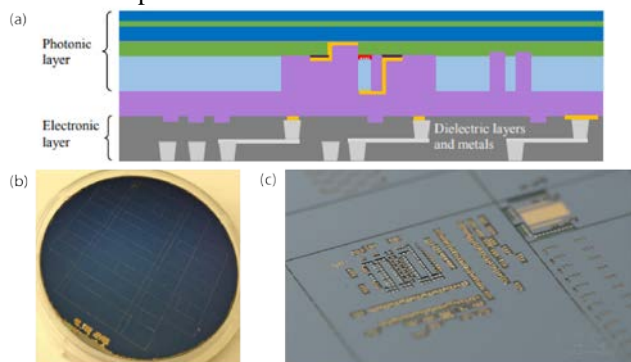 (a)
Photonic
layer
Electronic
layer
Dielectric layers
and metals
(b)
(c)